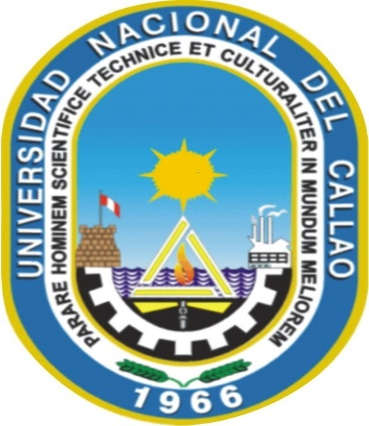 UNIVERSIDAD NACIONAL DEL CALLAO
PARARE HOMINEM SCIENTIFICE TECHNICE ET CULTURALITER IN MUNDUM MELIOREM
1966